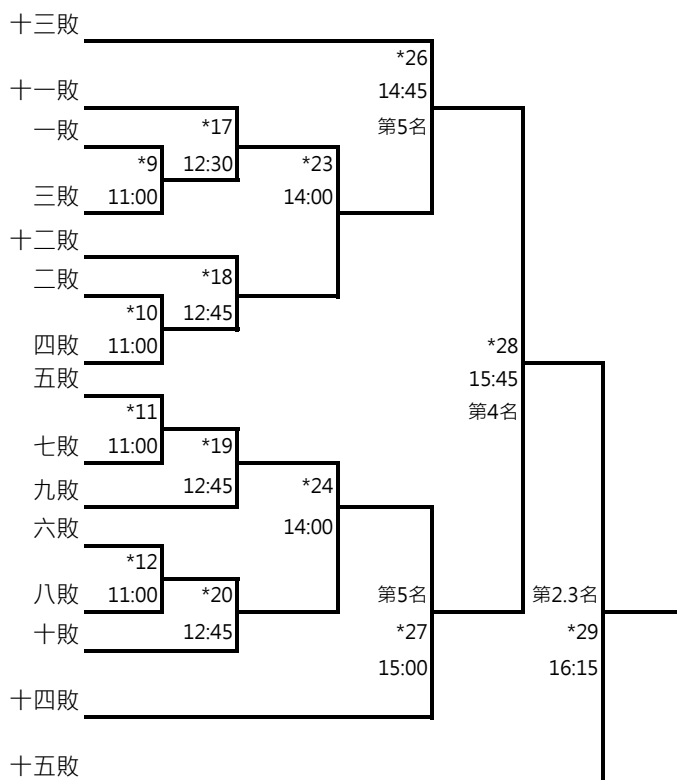 十三敗
*26
14:45
第5名
十一敗
一敗
*17
*9
12:30
*23
三敗
11:00
14:00
十二敗
二敗
*18
*10
12:45
四敗
11:00
*28
五敗
15:45
*11
第4名
七敗
11:00
*19
九敗
12:45
*24
六敗
14:00
*12
八敗
11:00
*20
第5名
第2.3名
十敗
12:45
*27
*29
15:00
16:15
十四敗
十五敗